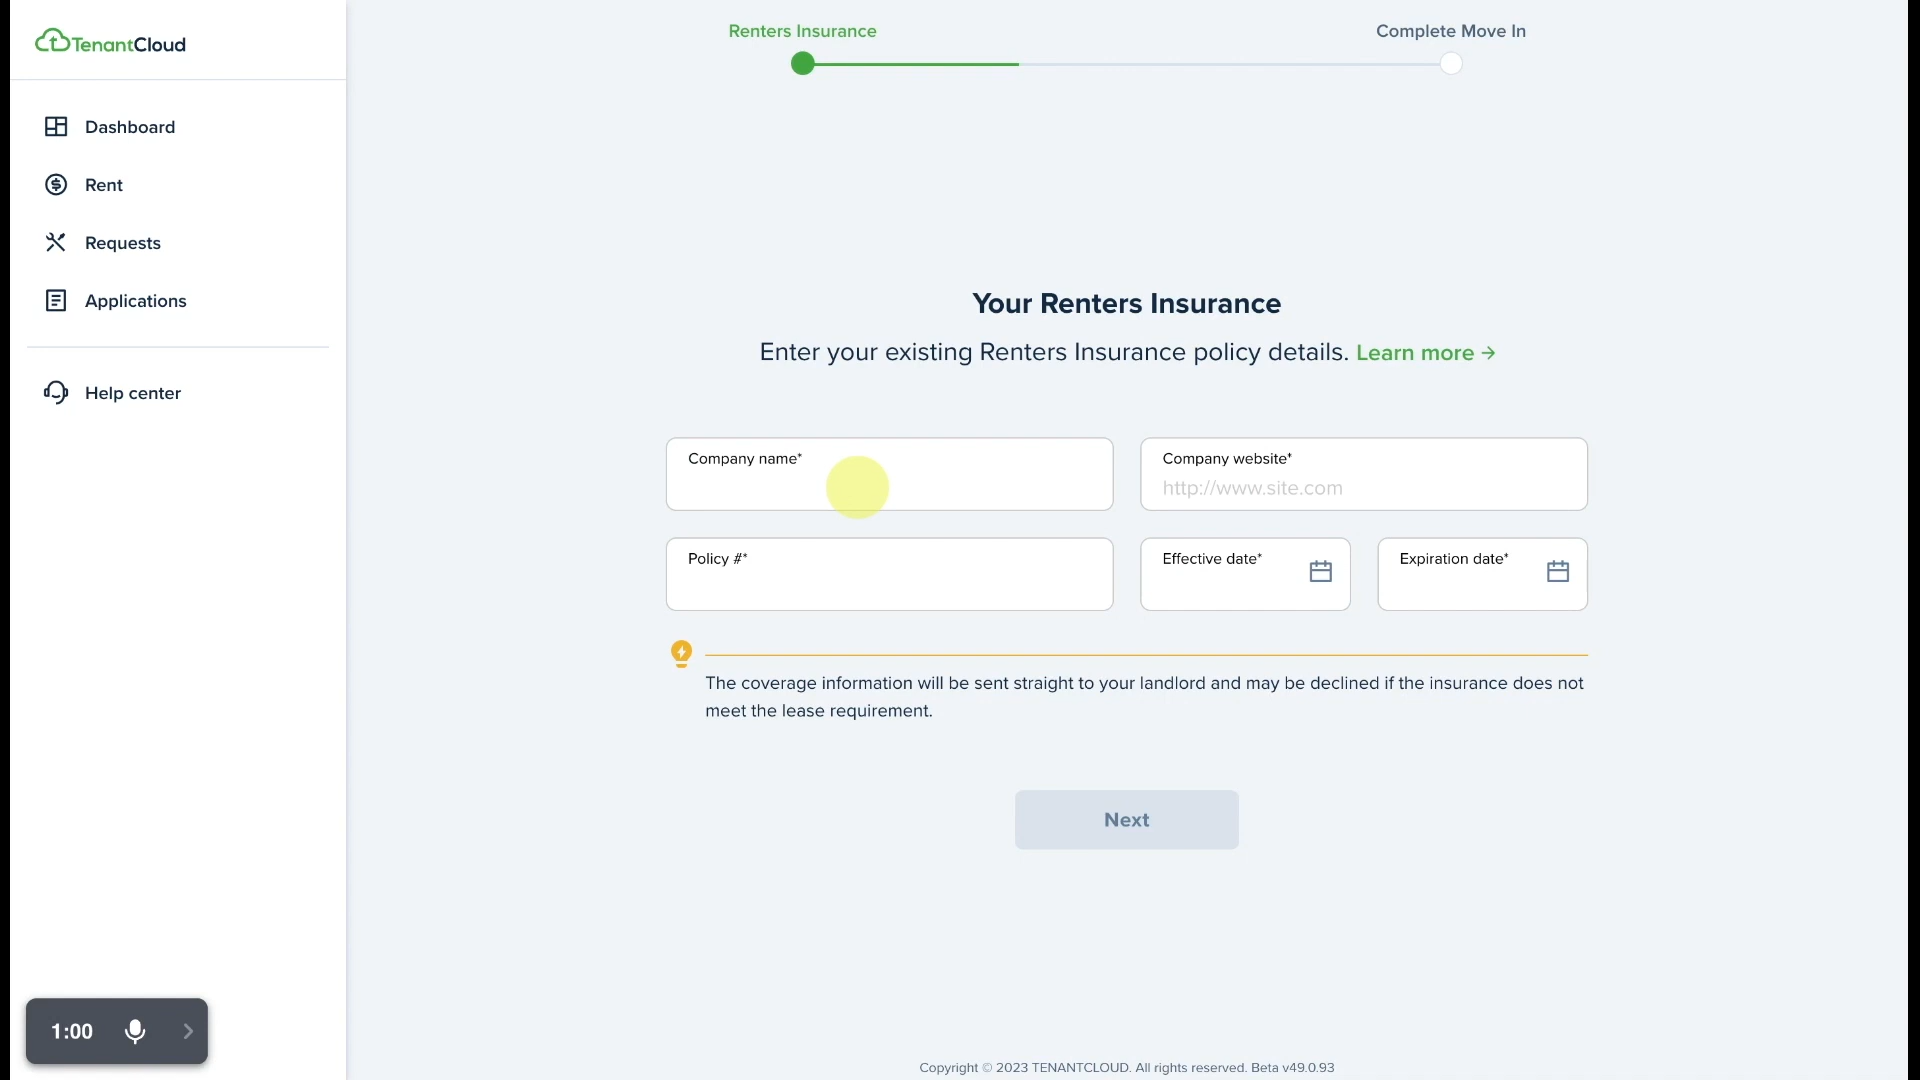 TenantCloud
Renters Insurance
Complete Move In
Dashboard
Rent
Requests
Applications
Help center
Your Renters Insurance
Enter your existing Renters Insurance policy details. Learn more →
Company name*
Company website*
http://www.site.com
Policy #*
Effective date*
Expiration date*
The coverage information will be sent straight to your landlord and may be declined if the insurance does not
meet the lease requirement.
Next
1:00
Copyright © 2023 TENANTCLOUD. All rights reserved. Beta v49.0.93